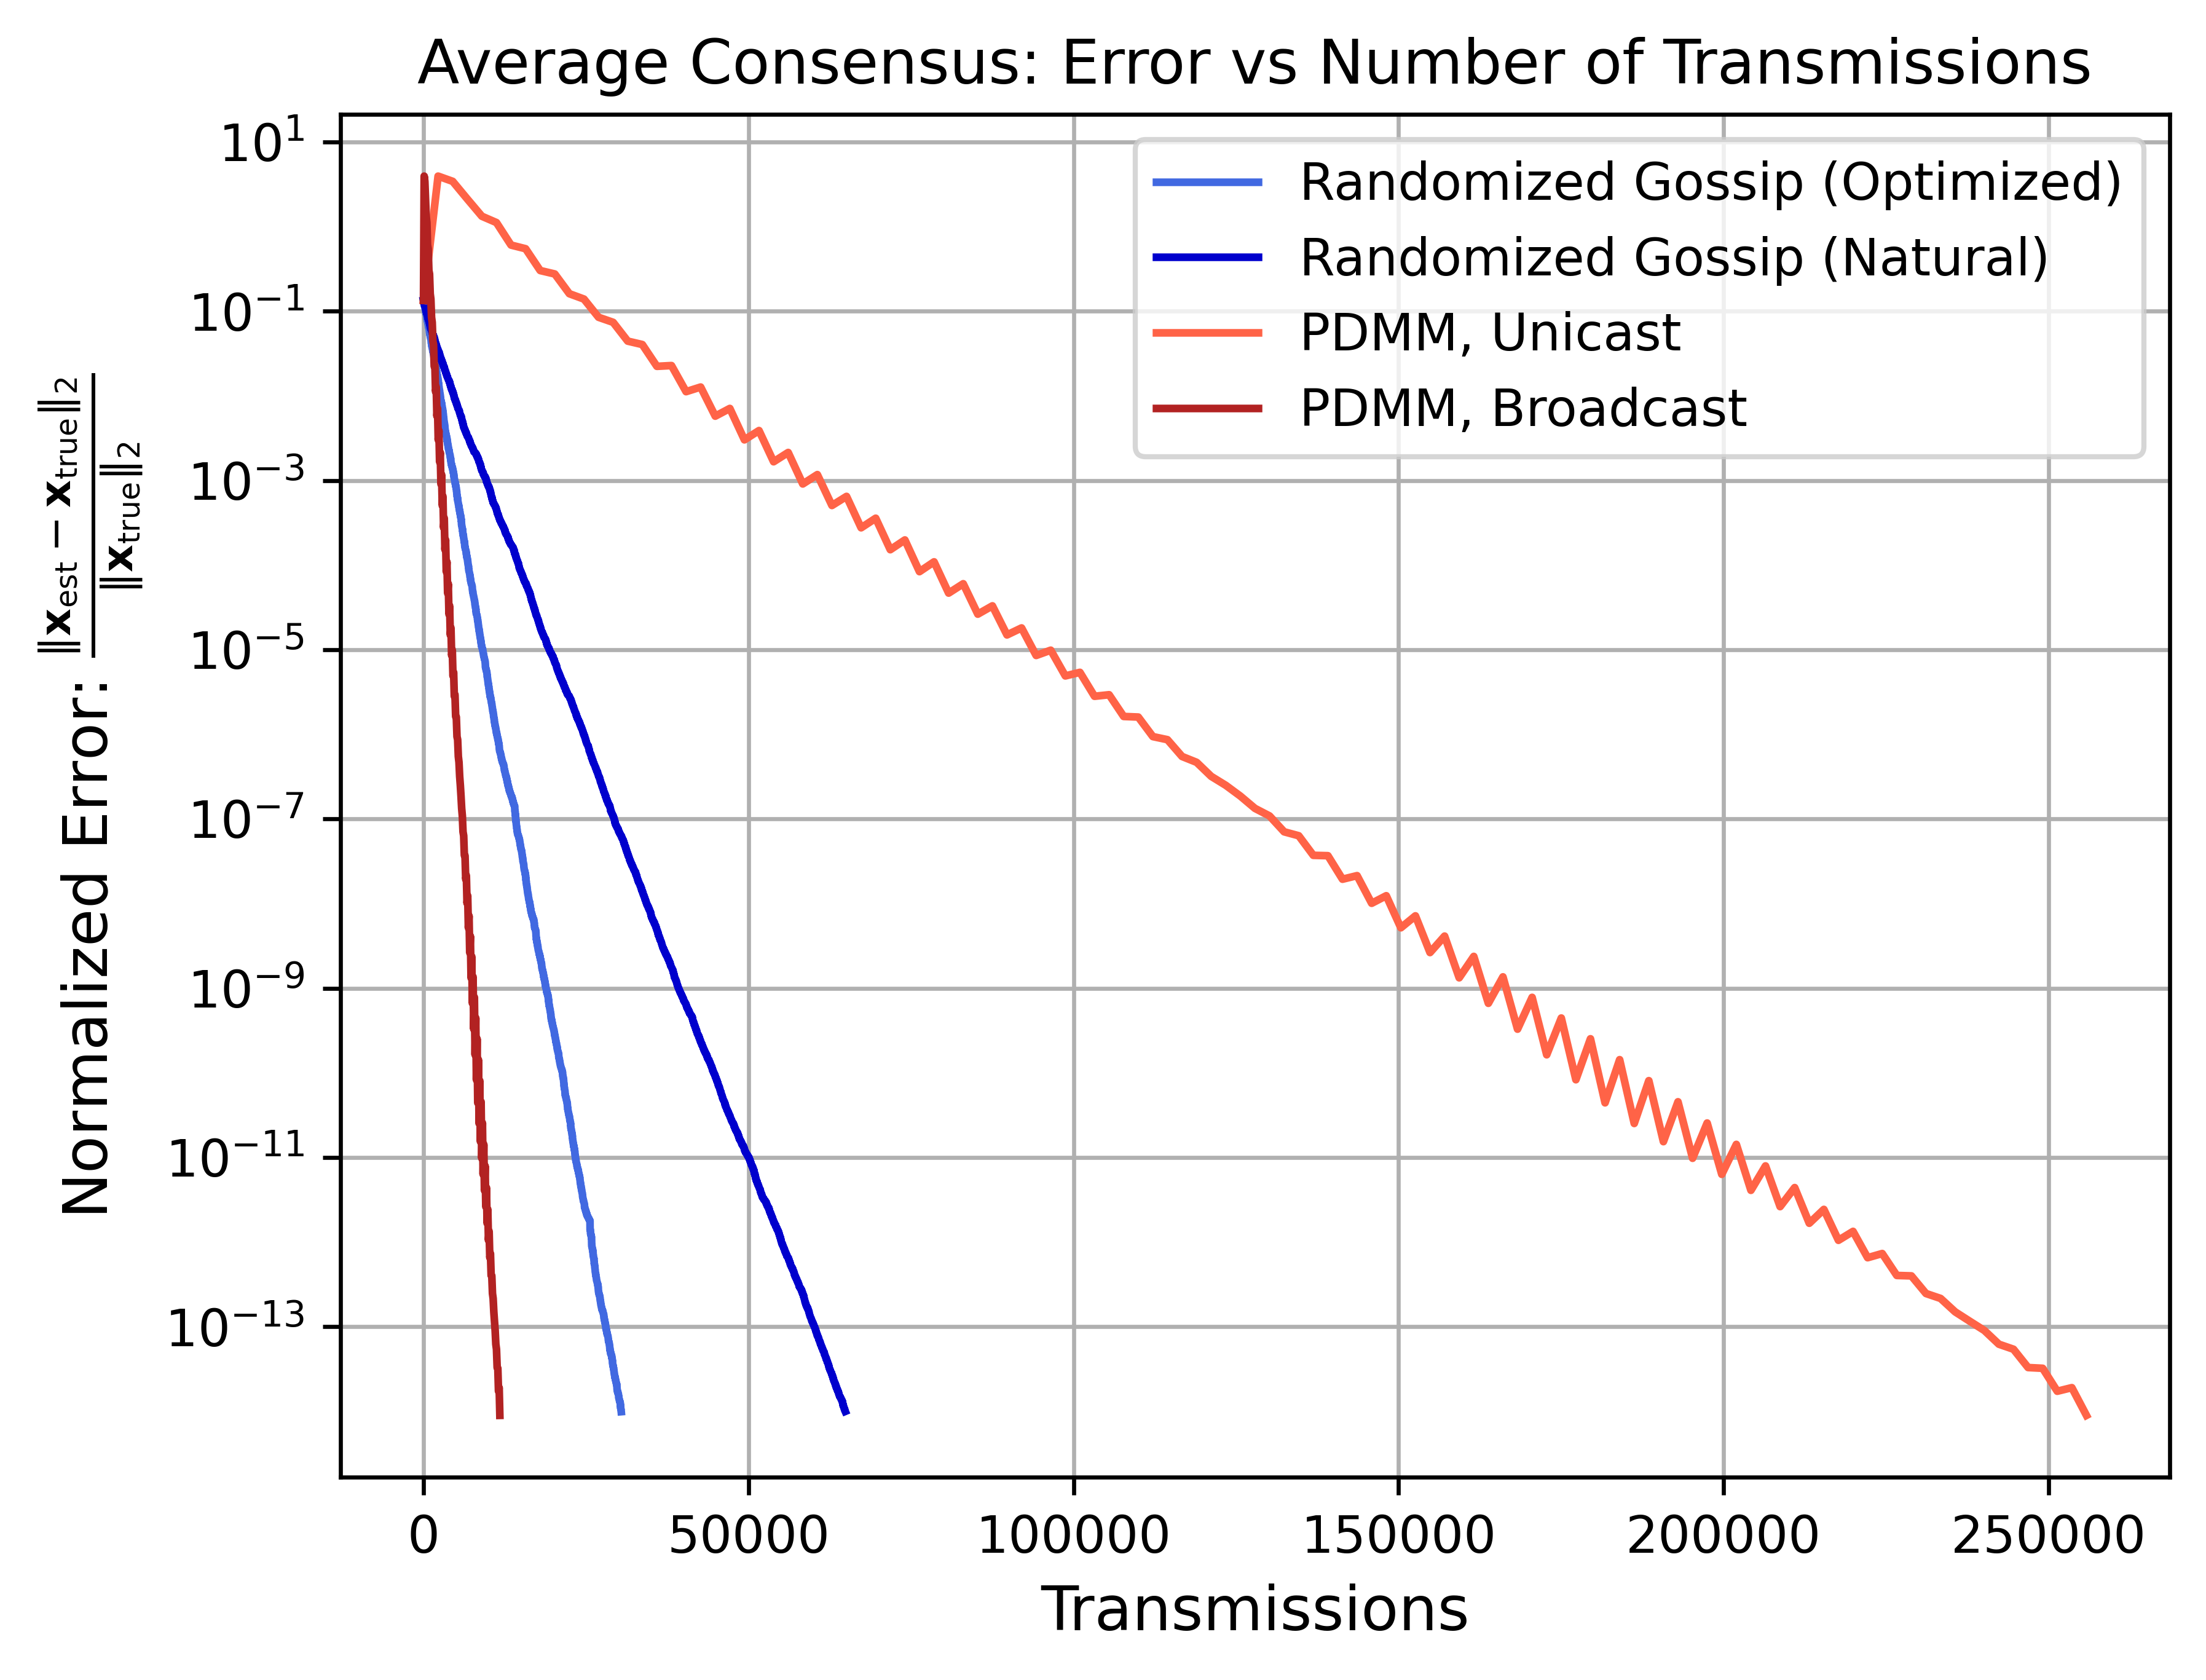 Average Consensus: Error vs Number of Transmissions
Normalized Error: ‖x_est − x_true‖₂ / ‖x_true‖₂
10¹
10⁻¹
10⁻³
10⁻⁵
10⁻⁷
10⁻⁹
10⁻¹¹
10⁻¹³
Randomized Gossip (Optimized)
Randomized Gossip (Natural)
PDMM, Unicast
PDMM, Broadcast
0 50000 100000 150000 200000 250000
Transmissions